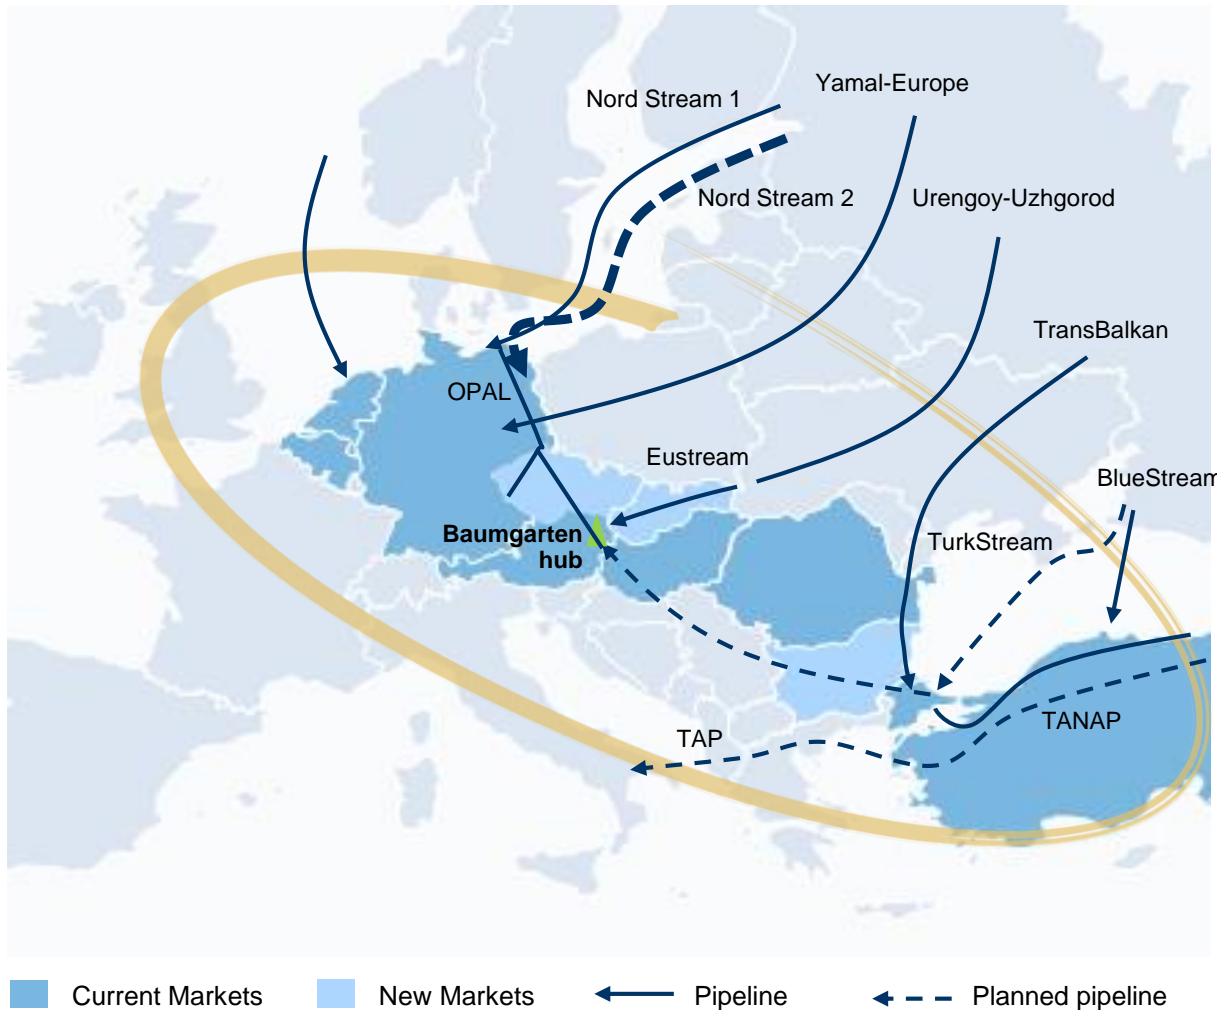 Yamal-Europe
Nord Stream 1
Nord Stream 2
Urengoy-Uzhgorod
TransBalkan
OPAL
Eustream
BlueStream
Baumgarten
hub
TurkStream
TAP
TANAP
Current Markets
New Markets
Pipeline
Planned pipeline